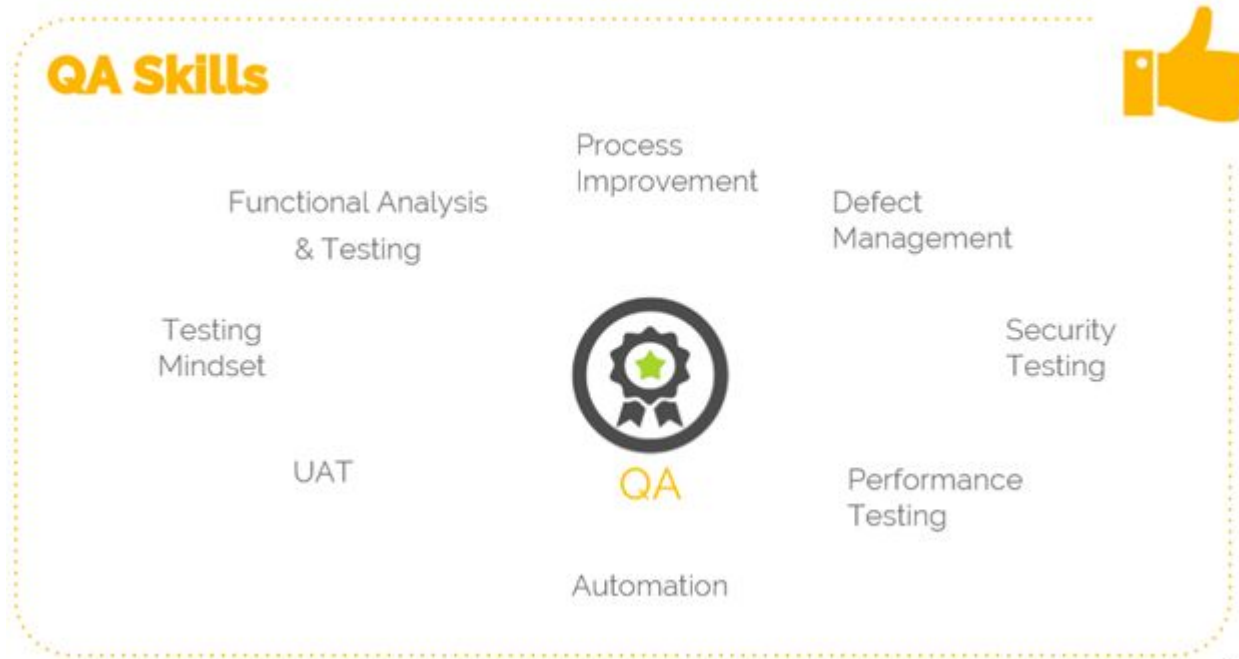 QA Skills
Process
Improvement
Functional Analysis
& Testing
Defect
Management
Testing
Mindset
Security
Testing
UAT
QA
Performance
Testing
Automation